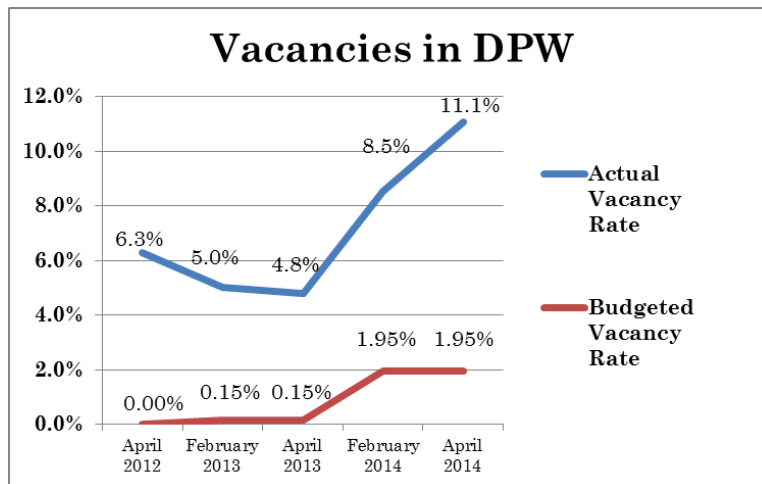 Vacancies in DPW
12.0%
10.0%
8.0%
6.0%
4.0%
2.0%
0.0%
6.3%
5.0%
4.8%
8.5%
11.1%
0.00%
0.15%
0.15%
1.95%
1.95%
April
2012
February
2013
April
2013
February
2014
April
2014
Actual
Vacancy
Rate
Budgeted
Vacancy
Rate